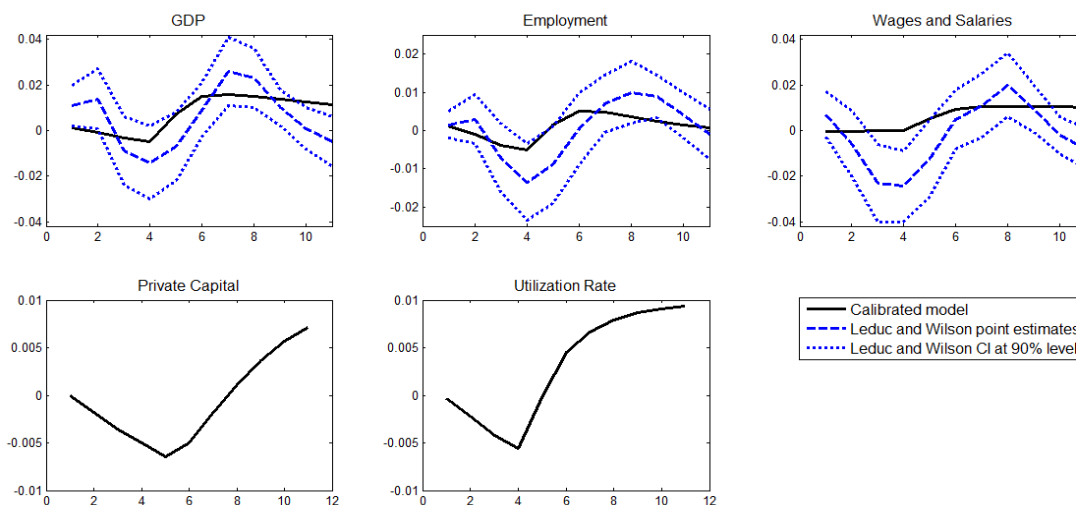 GDP
0.04
0.02
0
-0.02
-0.04
0 2 4 6 8 10
Employment
0.02
0.01
0
-0.01
-0.02
0 2 4 6 8 10
Wages and Salaries
0.04
0.02
0
-0.02
-0.04
0 2 4 6 8 10
Private Capital
0.01
0.005
0
-0.005
-0.01
0 2 4 6 8 10 12
Utilization Rate
0.01
0.005
0
-0.005
-0.01
0 2 4 6 8 10 12
Calibrated model
Leduc and Wilson point estimates
Leduc and Wilson CI at 90% level